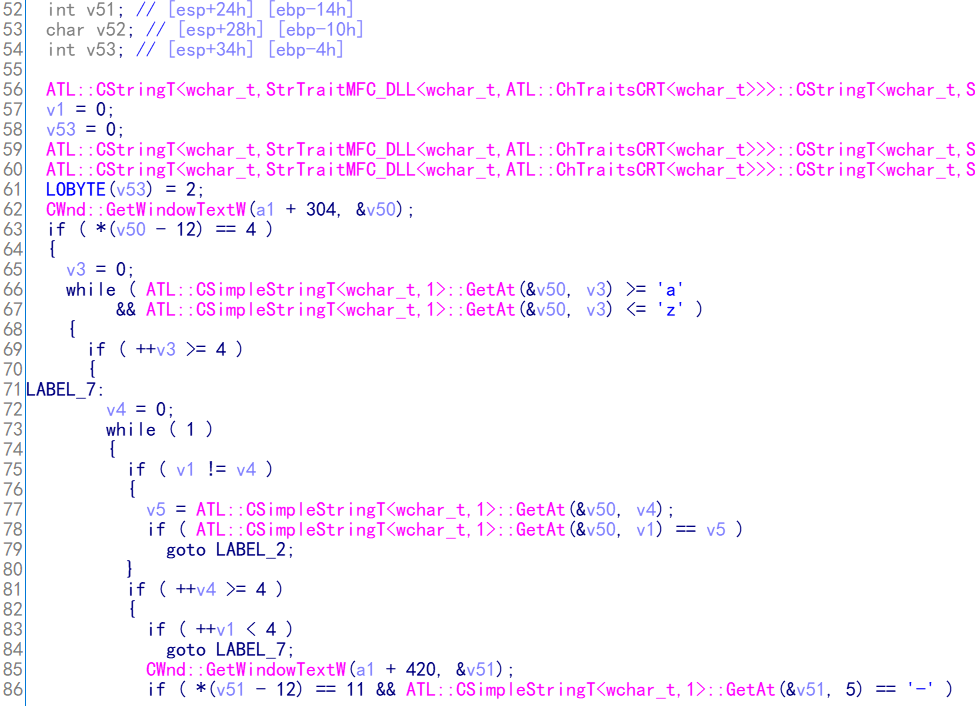 52 int v51; // [esp+24h] [ebp-14h]
53 char v52; // [esp+28h] [ebp-10h]
54 int v53; // [esp+34h] [ebp-4h]
55
56 ATL::CStringT<wchar_t,StrTraitMFC_DLL<wchar_t,ATL::ChTraitsCRT<wchar_t>>>::CStringT<wchar_t,S
57 v1 = 0;
58 v53 = 0;
59 ATL::CStringT<wchar_t,StrTraitMFC_DLL<wchar_t,ATL::ChTraitsCRT<wchar_t>>>::CStringT<wchar_t,S
60 ATL::CStringT<wchar_t,StrTraitMFC_DLL<wchar_t,ATL::ChTraitsCRT<wchar_t>>>::CStringT<wchar_t,S
61 LOBYTE(v53) = 2;
62 CWnd::GetWindowTextW(a1 + 304, &v50);
63 if ( *(v50 - 12) == 4 )
64 {
65 v3 = 0;
66 while ( ATL::CSimpleStringT<wchar_t,1>::GetAt(&v50, v3) >= 'a'
67 && ATL::CSimpleStringT<wchar_t,1>::GetAt(&v50, v3) <= 'z' )
68 {
69 if ( ++v3 >= 4 )
70 {
71 LABEL_7:
72 v4 = 0;
73 while ( 1 )
74 {
75 if ( v1 != v4 )
76 {
77 v5 = ATL::CSimpleStringT<wchar_t,1>::GetAt(&v50, v4);
78 if ( ATL::CSimpleStringT<wchar_t,1>::GetAt(&v50, v1) == v5 )
79 goto LABEL_2;
80 }
81 if ( ++v4 >= 4 )
82 {
83 if ( ++v1 < 4 )
84 goto LABEL_7;
85 CWnd::GetWindowTextW(a1 + 420, &v51);
86 if ( *(v51 - 12) == 11 && ATL::CSimpleStringT<wchar_t,1>::GetAt(&v51, 5) == '-' )